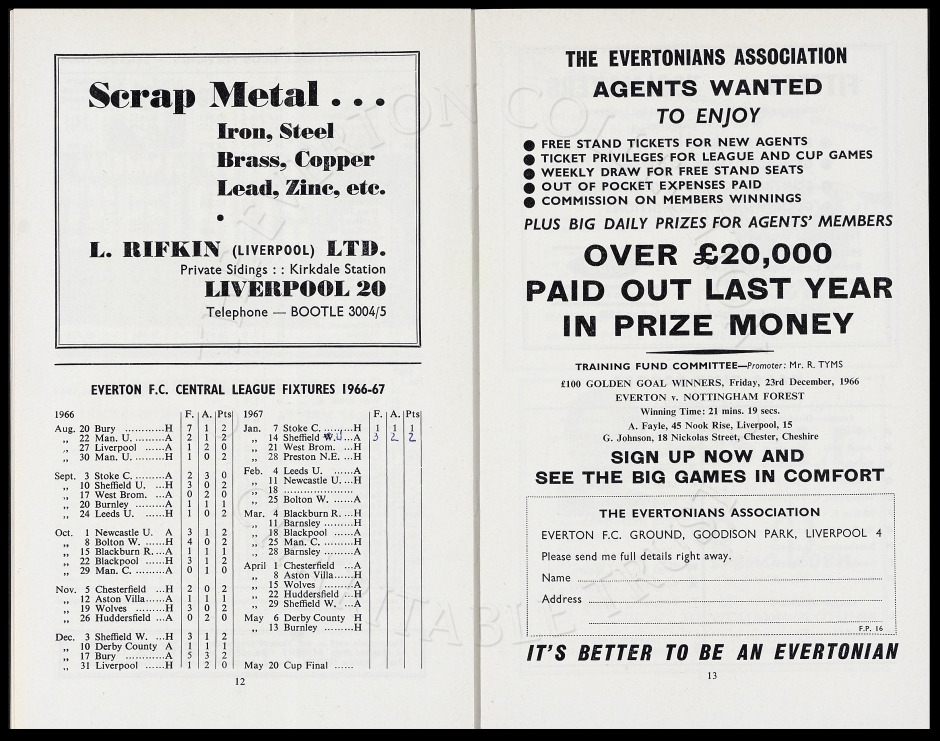 Scrap Metal . . .
Iron, Steel
Brass, Copper
Lead, Zinc, etc.
•
L. RIFKIN (LIVERPOOL) LTD.
Private Sidings : : Kirkdale Station
LIVERPOOL 20
Telephone — BOOTLE 3004/5
EVERTON F.C. CENTRAL LEAGUE FIXTURES 1966-67
1966 F. A. Pts
Aug. 20 Bury ............H 7 1 2
„ 22 Man. U. ..........A 2 1 2
„ 27 Liverpool ......A 1 2 0
„ 30 Man. U. .........H 1 0 2
Sept. 3 Stoke C. .........A 2 3 0
„ 10 Sheffield U. ...H 3 0 2
„ 17 West Brom. ...A 0 2 0
„ 20 Burnley .........A 1 1 1
„ 24 Leeds U. ......H 1 0 2
Oct. 1 Newcastle U. A 3 1 2
„ 8 Bolton W. ......H 4 0 2
„ 15 Blackburn R. ...A 1 1 1
„ 22 Blackpool ......H 3 1 2
„ 29 Man. C. .........A 0 1 0
Nov. 5 Chesterfield ...H 2 0 2
„ 12 Aston Villa......A 1 1 1
„ 19 Wolves .........H 3 0 2
„ 26 Huddersfield ...A 0 2 0
Dec. 3 Sheffield W. ...H 3 1 2
„ 10 Derby County A 1 1 1
„ 17 Bury ............A 5 3 2
„ 31 Liverpool ......H 1 2 0
1967 F. A. Pts
Jan. 7 Stoke C. .........H 1 1 1
„ 14 Sheffield W. U ...A 3 2 2
„ 21 West Brom. ...H
„ 28 Preston N.E. ...H
Feb. 4 Leeds U. ......A
„ 11 Newcastle U. ...H
„ 18 .....................
„ 25 Bolton W. ......A
Mar. 4 Blackburn R. ...H
„ 11 Barnsley .........H
„ 18 Blackpool ......A
„ 25 Man. C. .........H
„ 28 Barnsley .........A
April 1 Chesterfield ...A
„ 8 Aston Villa......H
„ 15 Wolves .........A
„ 22 Huddersfield ...H
„ 29 Sheffield W. ...A
May 6 Derby County H
„ 13 Burnley .........H
May 20 Cup Final ......
12
THE EVERTONIANS ASSOCIATION
AGENTS WANTED
TO ENJOY
● FREE STAND TICKETS FOR NEW AGENTS
● TICKET PRIVILEGES FOR LEAGUE AND CUP GAMES
● WEEKLY DRAW FOR FREE STAND SEATS
● OUT OF POCKET EXPENSES PAID
● COMMISSION ON MEMBERS WINNINGS
PLUS BIG DAILY PRIZES FOR AGENTS' MEMBERS
OVER £20,000
PAID OUT LAST YEAR
IN PRIZE MONEY
TRAINING FUND COMMITTEE—Promoter: Mr. R. TYMS
£100 GOLDEN GOAL WINNERS, Friday, 23rd December, 1966
EVERTON v. NOTTINGHAM FOREST
Winning Time: 21 mins. 19 secs.
A. Fayle, 45 Nook Rise, Liverpool, 15
G. Johnson, 18 Nickolas Street, Chester, Cheshire
SIGN UP NOW AND
SEE THE BIG GAMES IN COMFORT
THE EVERTONIANS ASSOCIATION
EVERTON F.C. GROUND, GOODISON PARK, LIVERPOOL 4
Please send me full details right away.
Name
Address
F.P. 16
IT'S BETTER TO BE AN EVERTONIAN
13